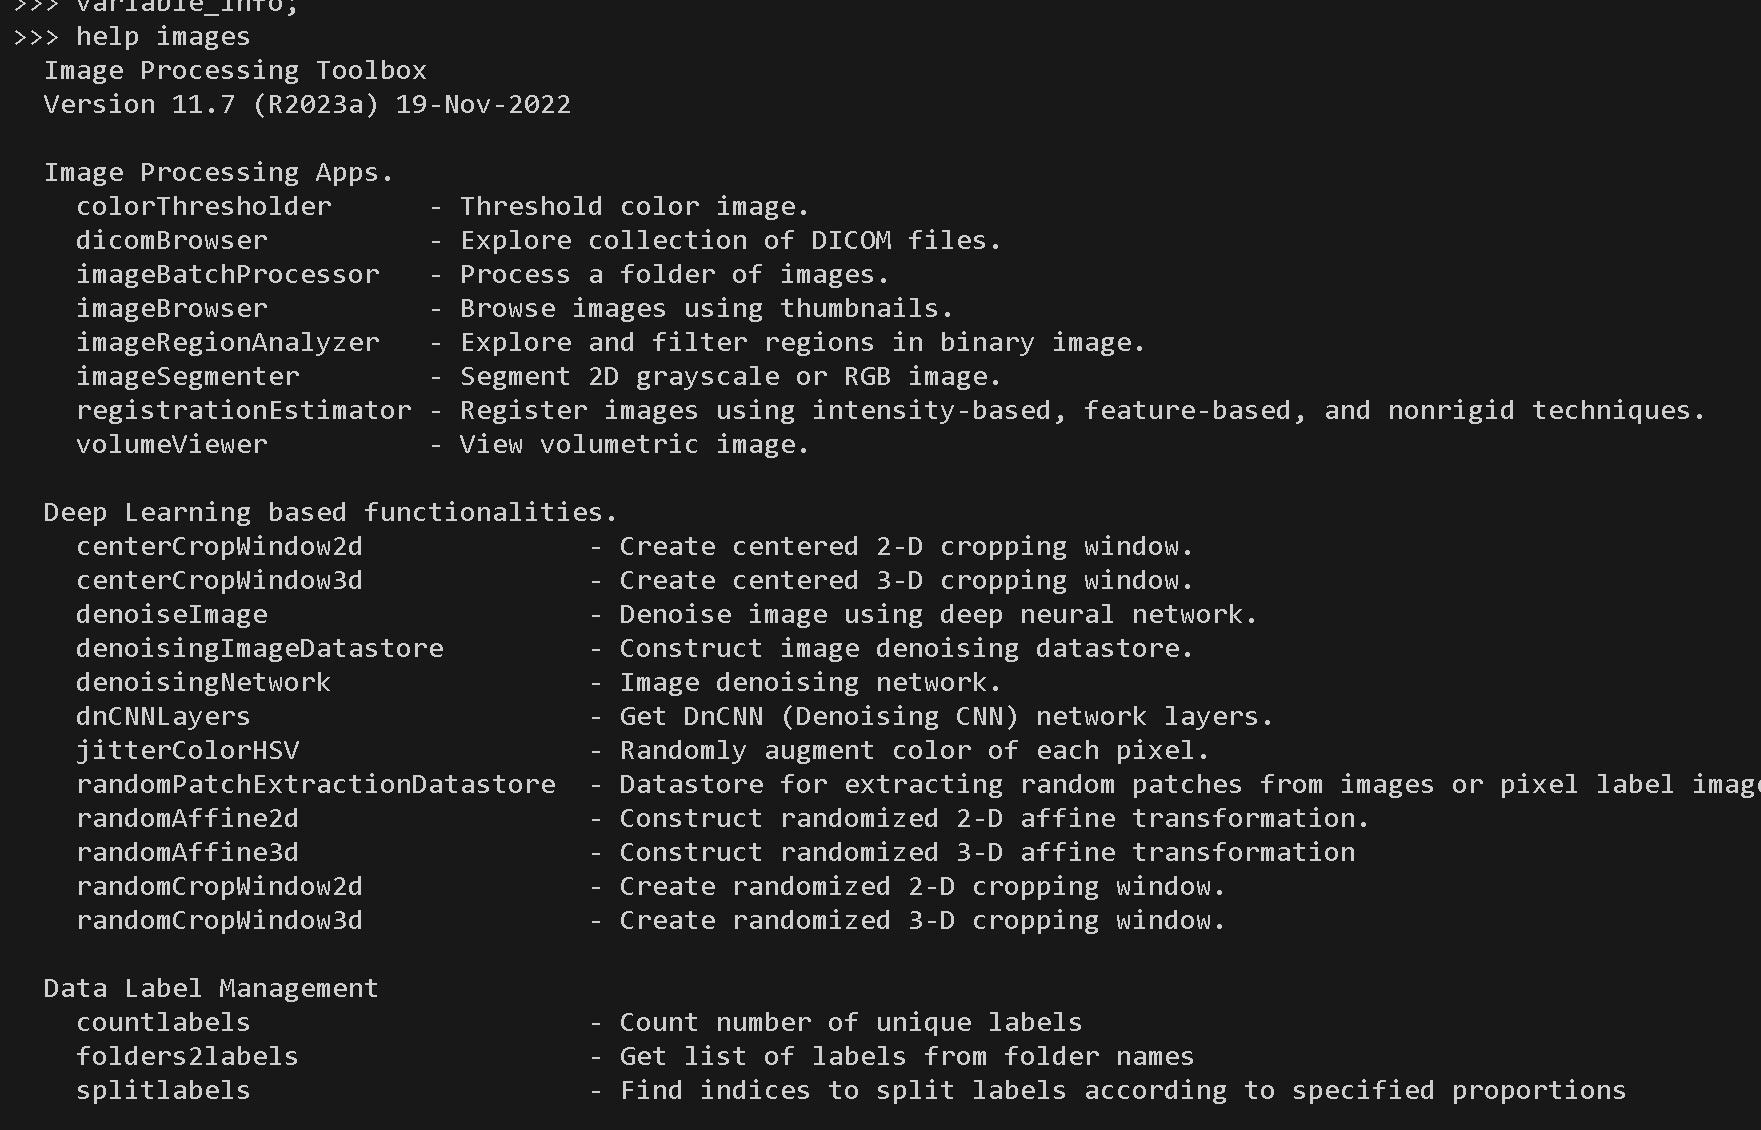 >>> variable_info;
>>> help images
Image Processing Toolbox
Version 11.7 (R2023a) 19-Nov-2022
Image Processing Apps.
colorThresholder - Threshold color image.
dicomBrowser - Explore collection of DICOM files.
imageBatchProcessor - Process a folder of images.
imageBrowser - Browse images using thumbnails.
imageRegionAnalyzer - Explore and filter regions in binary image.
imageSegmenter - Segment 2D grayscale or RGB image.
registrationEstimator - Register images using intensity-based, feature-based, and nonrigid techniques.
volumeViewer - View volumetric image.
Deep Learning based functionalities.
centerCropWindow2d - Create centered 2-D cropping window.
centerCropWindow3d - Create centered 3-D cropping window.
denoiseImage - Denoise image using deep neural network.
denoisingImageDatastore - Construct image denoising datastore.
denoisingNetwork - Image denoising network.
dnCNNLayers - Get DnCNN (Denoising CNN) network layers.
jitterColorHSV - Randomly augment color of each pixel.
randomPatchExtractionDatastore - Datastore for extracting random patches from images or pixel label imag
randomAffine2d - Construct randomized 2-D affine transformation.
randomAffine3d - Construct randomized 3-D affine transformation
randomCropWindow2d - Create randomized 2-D cropping window.
randomCropWindow3d - Create randomized 3-D cropping window.
Data Label Management
countlabels - Count number of unique labels
folders2labels - Get list of labels from folder names
splitlabels - Find indices to split labels according to specified proportions